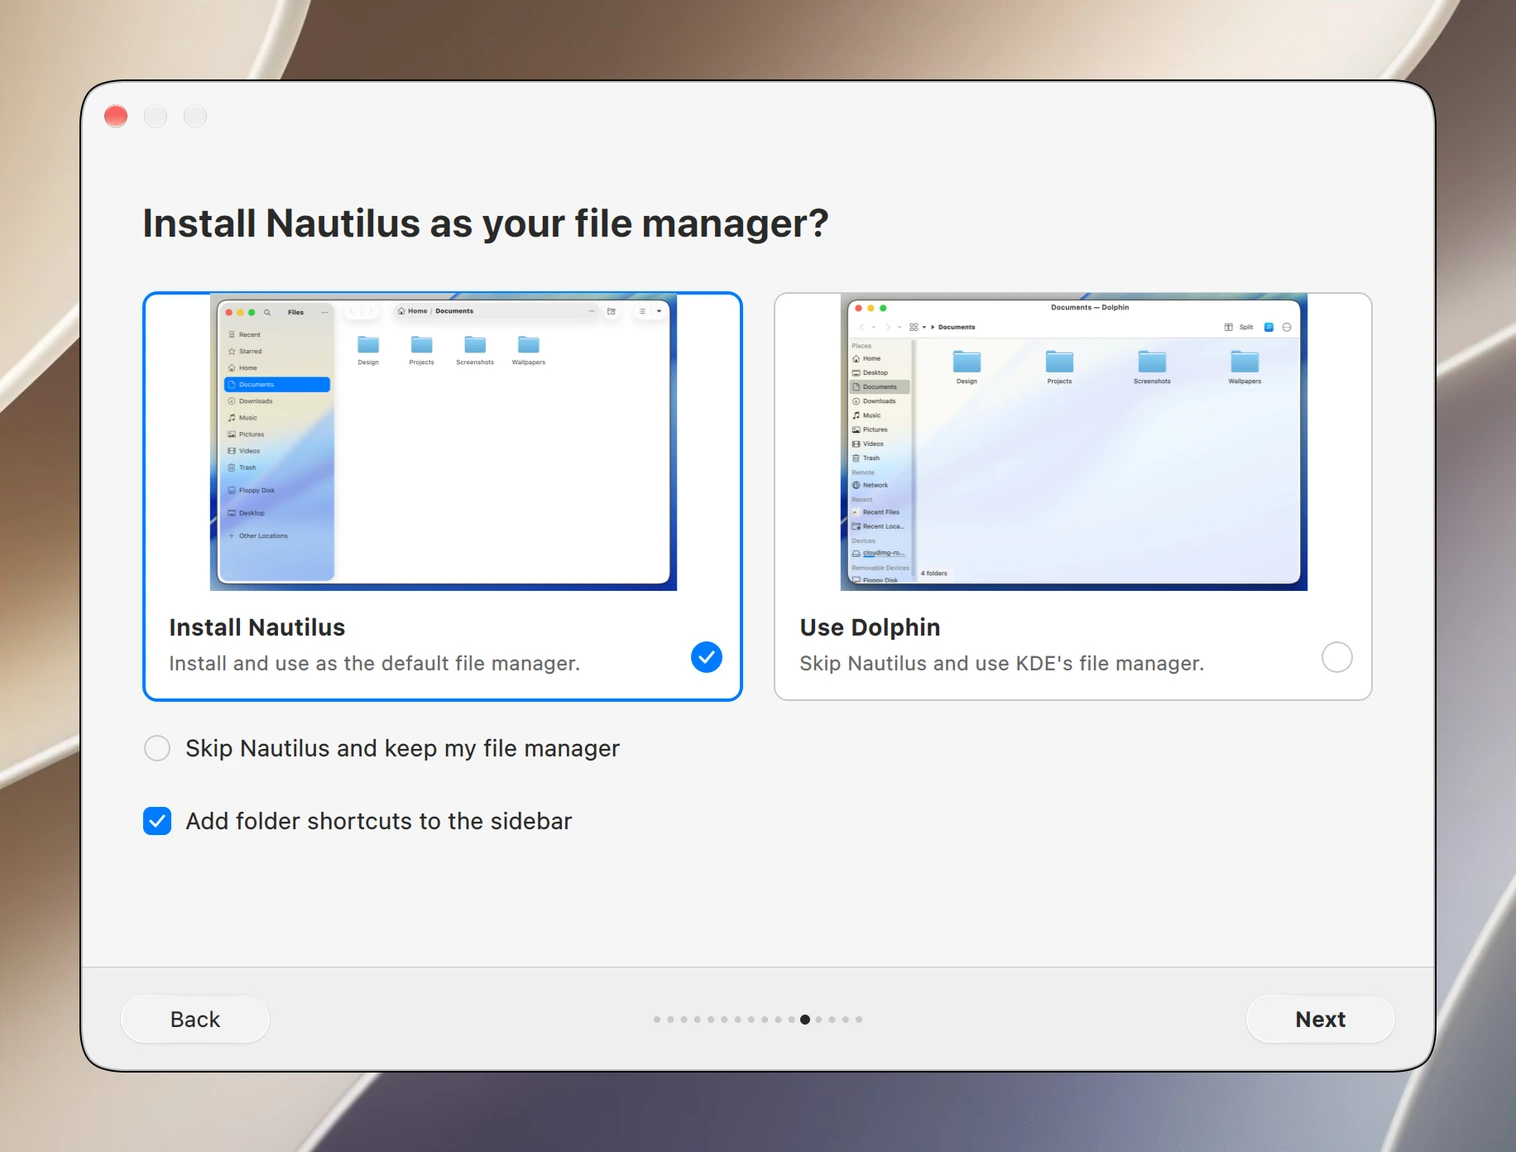 Install Nautilus as your file manager?
Files
Home / Documents
Recent
Starred
Home
Documents
Downloads
Music
Pictures
Videos
Trash
Floppy Disk
Desktop
Other Locations
Design
Projects
Screenshots
Wallpapers
Install Nautilus
Install and use as the default file manager.
Documents — Dolphin
Documents
Split
Places
Home
Desktop
Documents
Downloads
Music
Pictures
Videos
Trash
Remote
Network
Recent
Recent Files
Recent Loca...
Devices
cloudimg-ro...
Removable Devices
Floppy Disk
Design
Projects
Screenshots
Wallpapers
4 folders
Use Dolphin
Skip Nautilus and use KDE's file manager.
Skip Nautilus and keep my file manager
Add folder shortcuts to the sidebar
Back
Next